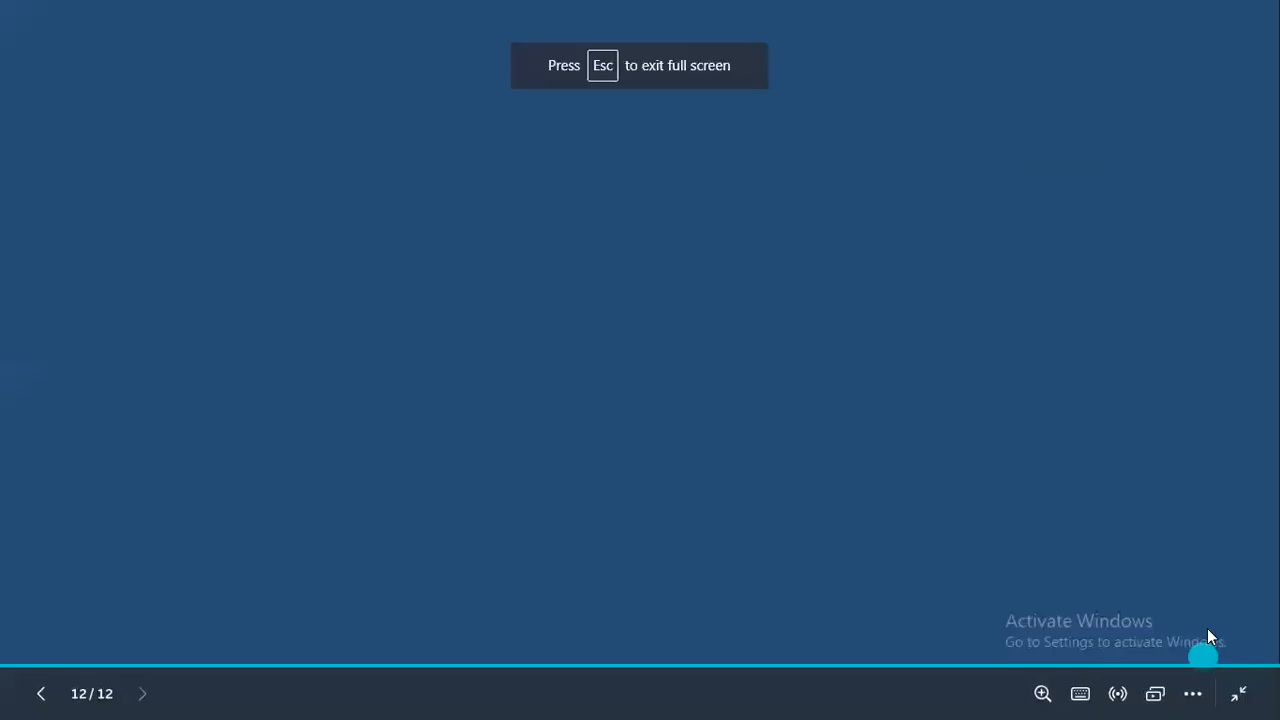 Press Esc to exit full screen
Activate Windows
Go to Settings to activate Windows.
12 / 12